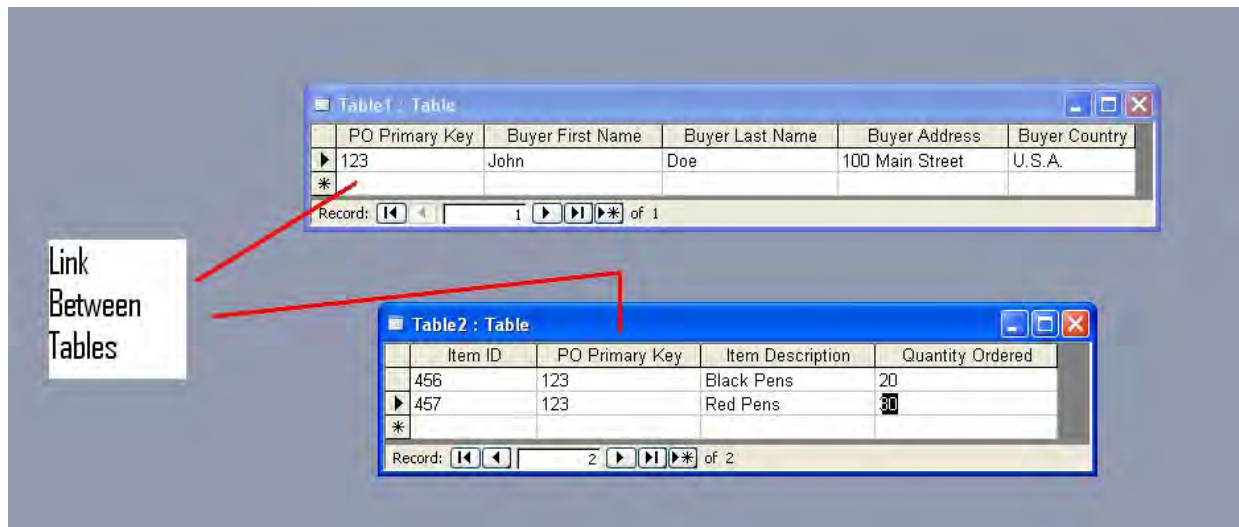 Table1 : Table
PO Primary Key Buyer First Name Buyer Last Name Buyer Address Buyer Country
123 John Doe 100 Main Street U.S.A.
Record: 1 of 1
Link
Between
Tables
Table2 : Table
Item ID PO Primary Key Item Description Quantity Ordered
456 123 Black Pens 20
457 123 Red Pens 30
Record: 2 of 2